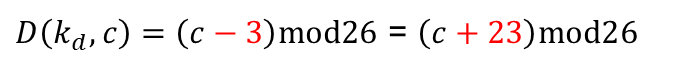 D(k_d, c) = (c − 3)mod26 = (c + 23)mod26